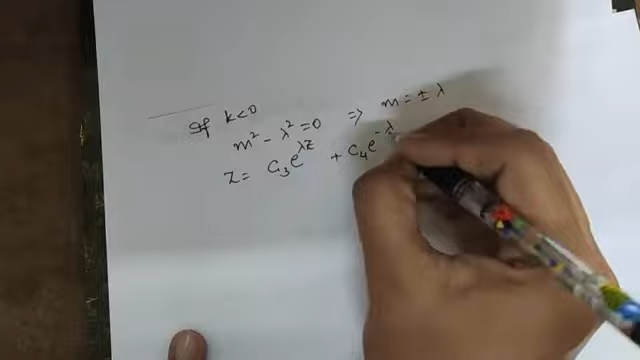 If k<0
m² - λ² = 0 ⇒ m = ± λ
Z = C₃e^{λz} + C₄e^{-λ